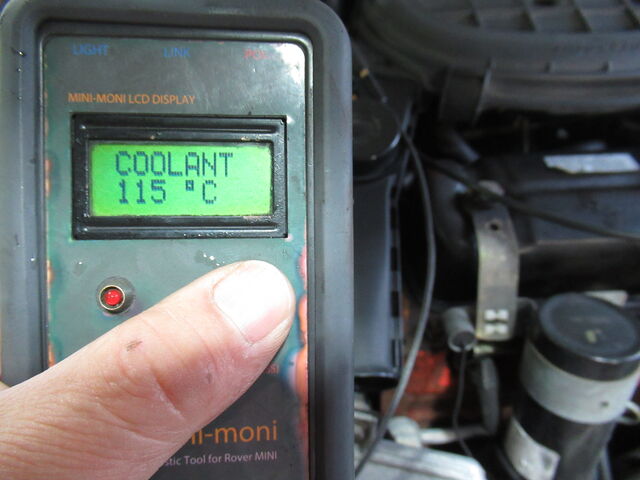 LIGHT LINK
MINI-MONI LCD DISPLAY
COOLANT
115 °C
ni-moni
stic Tool for Rover MINI